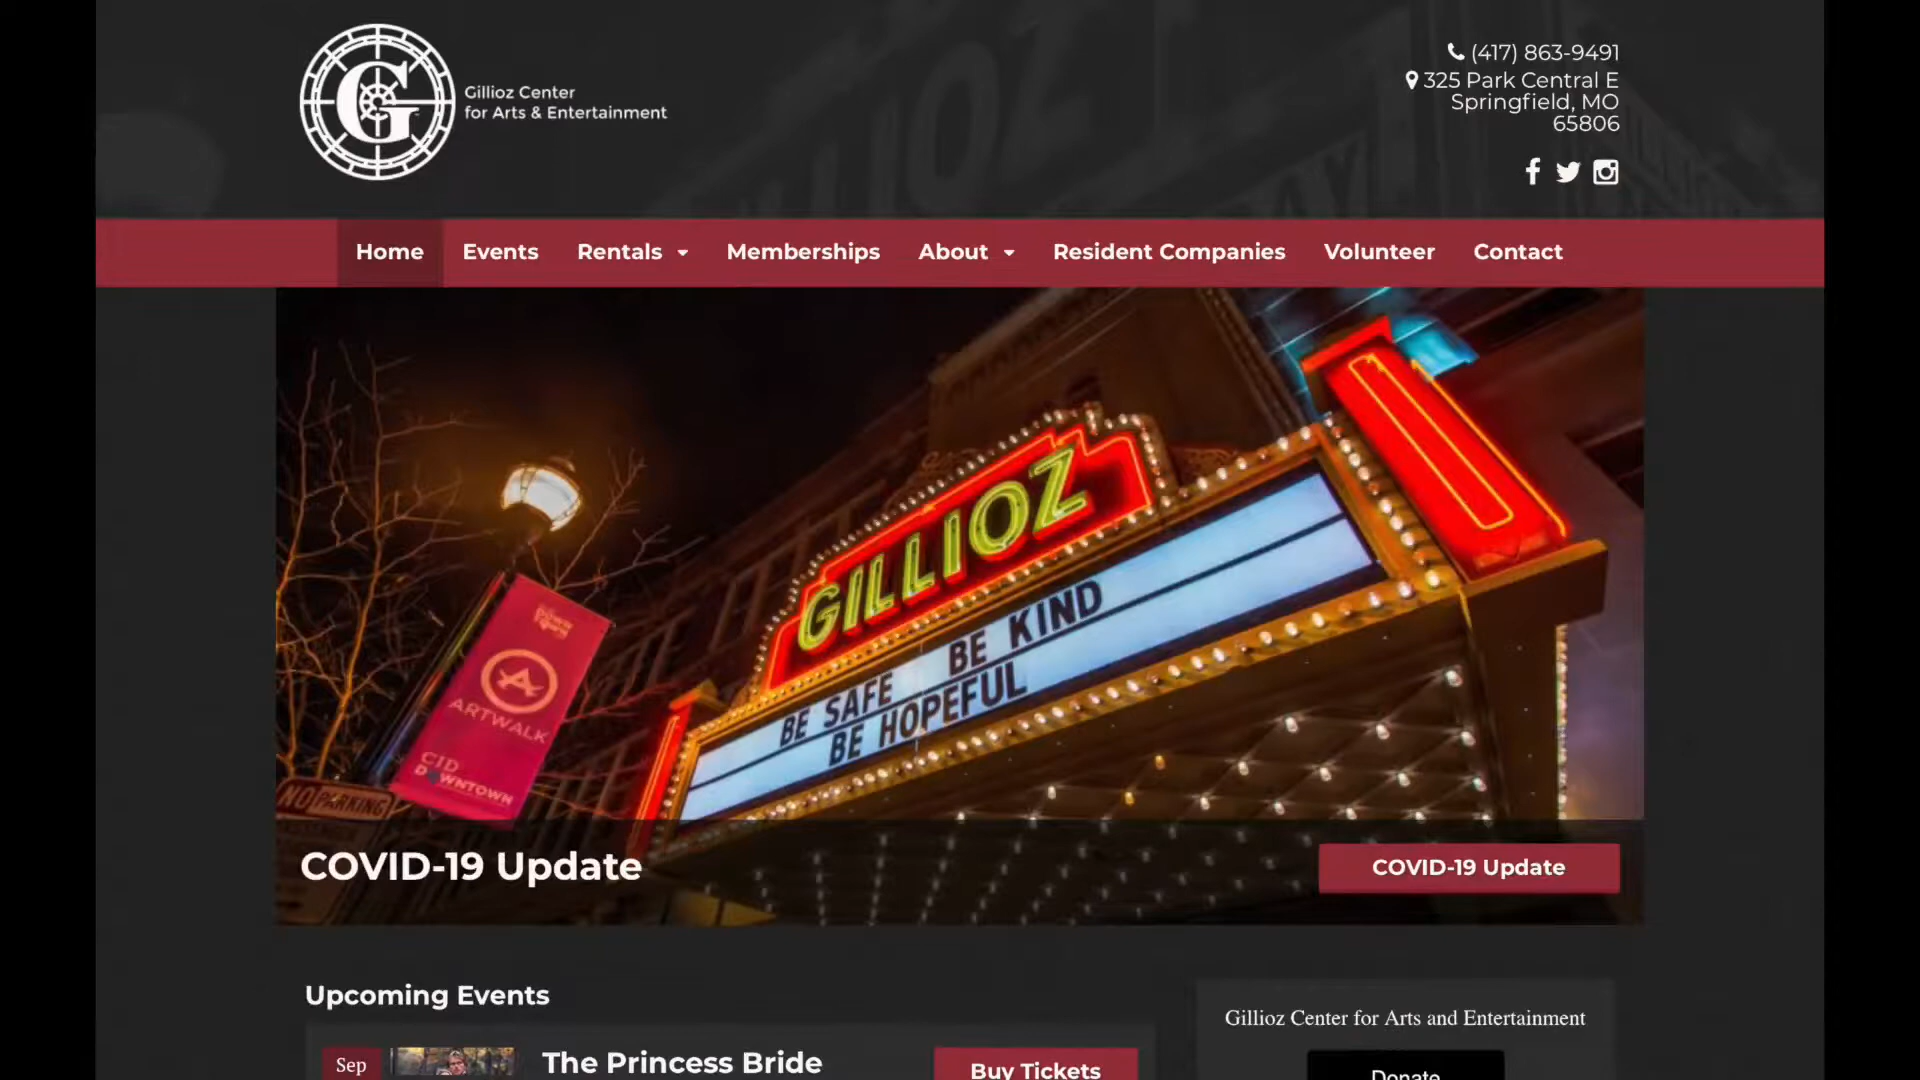 G
Gillioz Center
for Arts & Entertainment
(417) 863-9491
325 Park Central E
Springfield, MO
65806
Home Events Rentals Memberships About Resident Companies Volunteer Contact
GILLIOZ
BE SAFE BE KIND
BE HOPEFUL
ARTWALK
CID
DOWNTOWN
NO PARKING
COVID-19 Update
COVID-19 Update
Upcoming Events
Sep
The Princess Bride
Buy Tickets
Gillioz Center for Arts and Entertainment
Donate